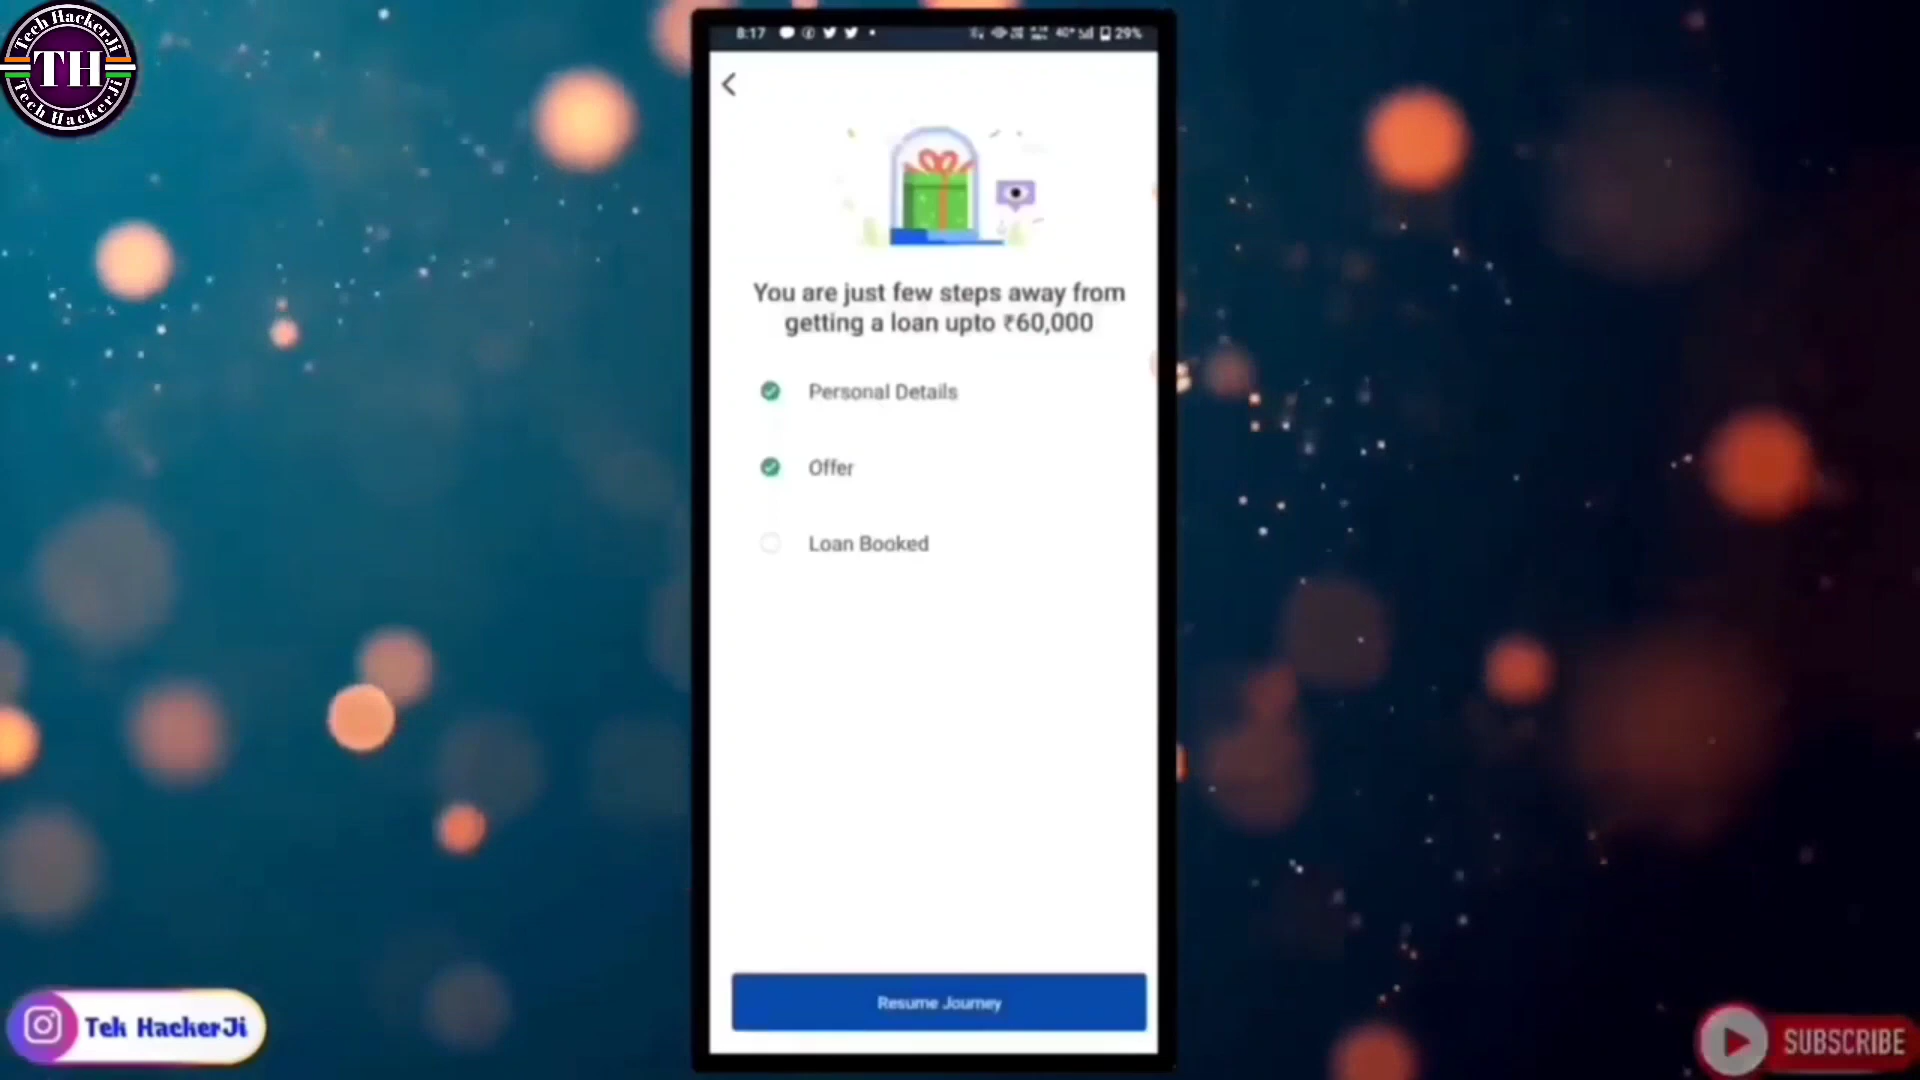 Tech HackerJi
TH
Tech HackerJi
8:17
29%
You are just few steps away from
getting a loan upto ₹60,000
Personal Details
Offer
Loan Booked
Resume Journey
Tek HackerJi
SUBSCRIBE